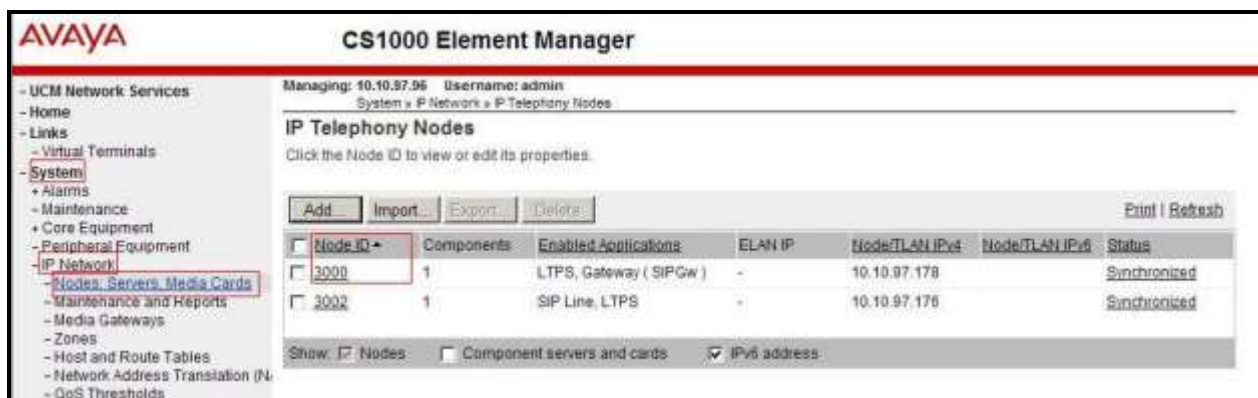 AVAYA
CS1000 Element Manager
- UCM Network Services
- Home
- Links
- Virtual Terminals
- System
+ Alarms
- Maintenance
+ Core Equipment
- Peripheral Equipment
- IP Network
- Nodes: Servers, Media Cards
- Maintenance and Reports
- Media Gateways
- Zones
- Host and Route Tables
- Network Address Translation (N
- QoS Thresholds
Managing: 10.10.97.96 Username: admin
System » IP Network » IP Telephony Nodes
IP Telephony Nodes
Click the Node ID to view or edit its properties.
Add... Import... Export... Delete Print | Refresh
Node ID Components Enabled Applications ELAN IP Node/TLAN IPv4 Node/TLAN IPv6 Status
3000 1 LTPS, Gateway ( SIPGw ) - 10.10.97.178 Synchronized
3002 1 SIP Line, LTPS - 10.10.97.176 Synchronized
Show: Nodes Component servers and cards IPv6 address